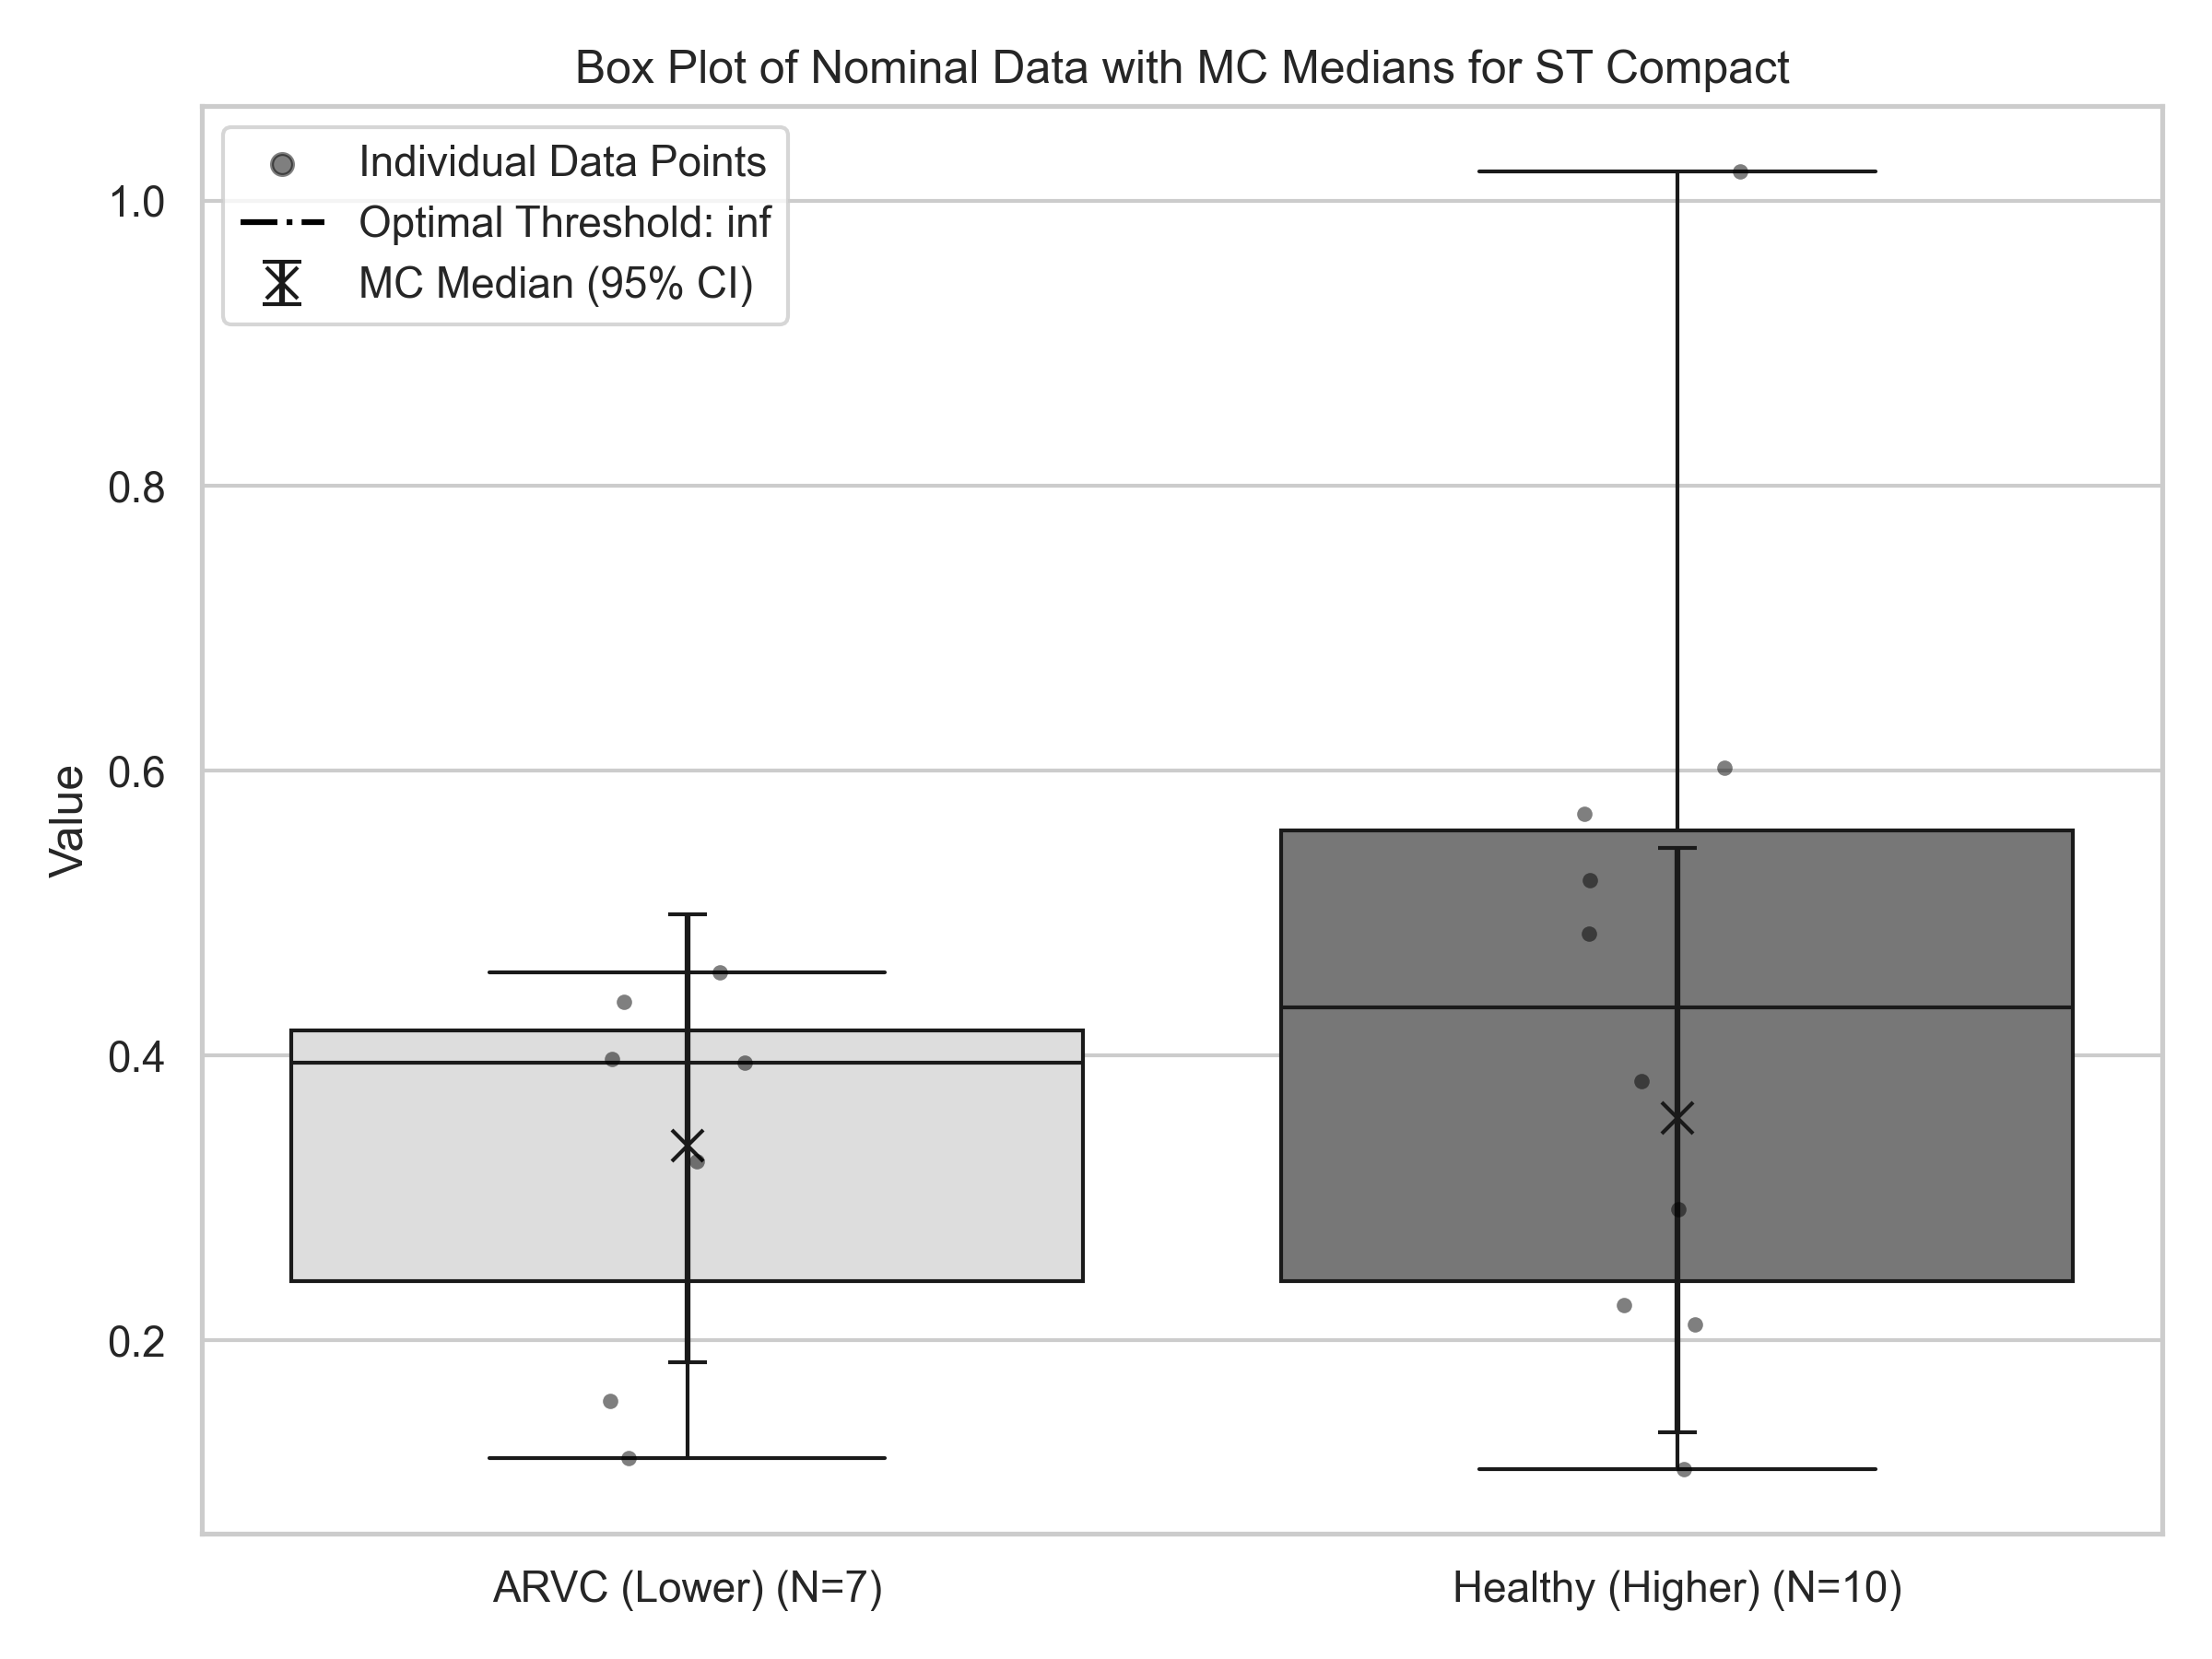 Box Plot of Nominal Data with MC Medians for ST Compact
Individual Data Points
Optimal Threshold: inf
MC Median (95% CI)
1.0
0.8
0.6
0.4
0.2
Value
ARVC (Lower) (N=7)
Healthy (Higher) (N=10)